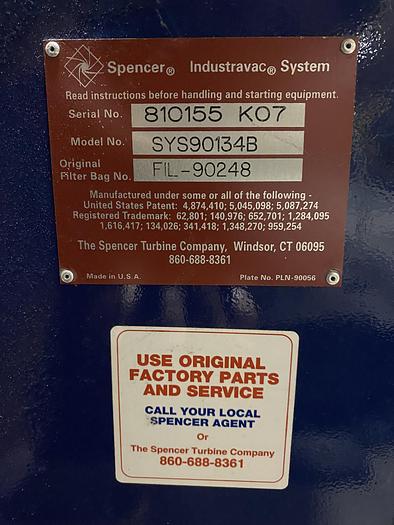 Spencer® Industravac® System
Read instructions before handling and starting equipment.
Serial No. 810155 K07
Model No. SYS90134B
Original
Filter Bag No. FIL-90248
Manufactured under some or all of the following -
United States Patent: 4,874,410; 5,045,098; 5,087,274
Registered Trademark: 62,801; 140,976; 652,701; 1,284,095
1,616,417; 134,026; 341,418; 1,348,270; 959,254
The Spencer Turbine Company, Windsor, CT 06095
860-688-8361
Made in U.S.A. Plate No. PLN-90056
USE ORIGINAL
FACTORY PARTS
AND SERVICE
CALL YOUR LOCAL
SPENCER AGENT
Or
The Spencer Turbine Company
860-688-8361